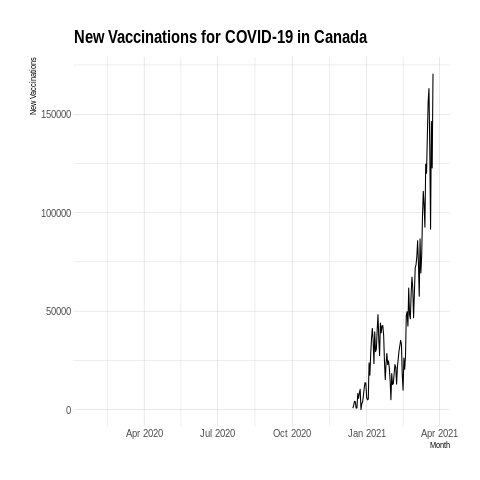 New Vaccinations for COVID-19 in Canada
New Vaccinations
150000
100000
50000
0
Apr 2020 Jul 2020 Oct 2020 Jan 2021 Apr 2021
Month